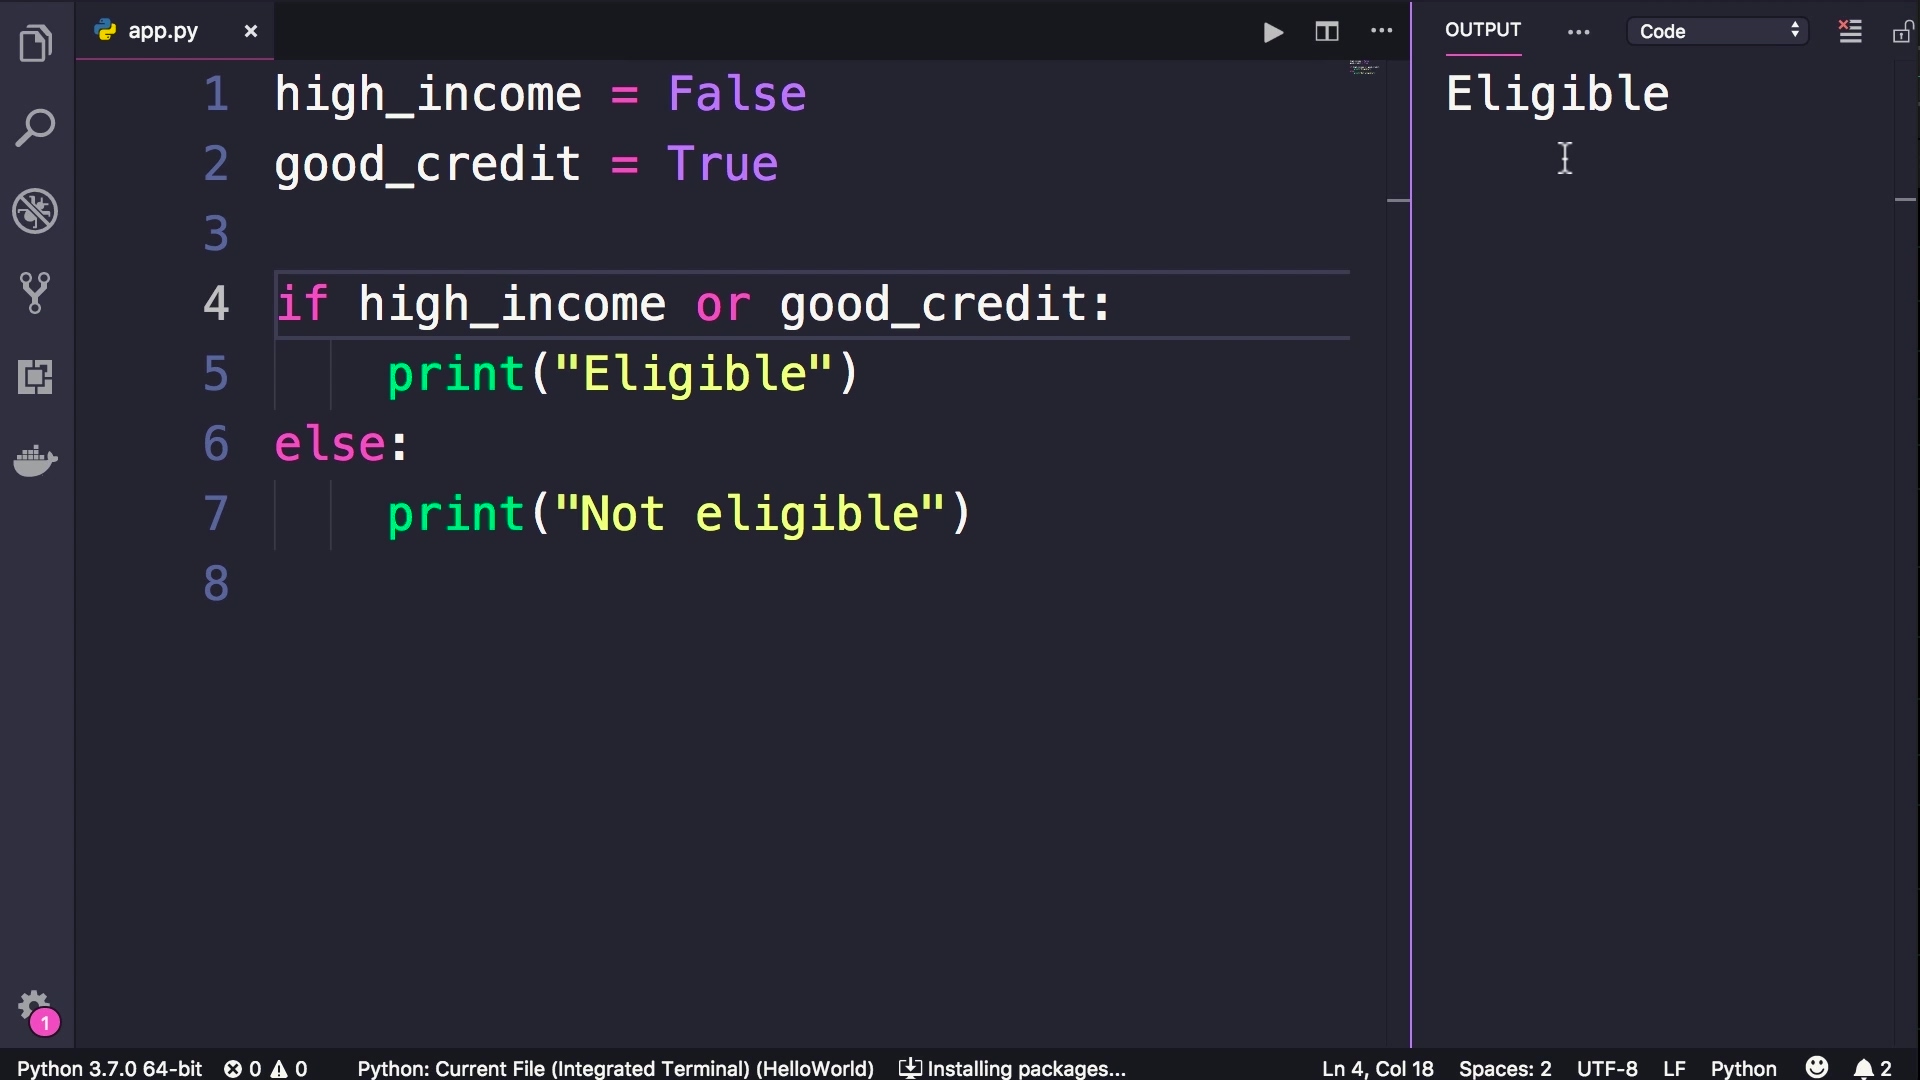 app.py ×
OUTPUT ··· Code
1 high_income = False
2 good_credit = True
3
4 if high_income or good_credit:
5     print("Eligible")
6 else:
7     print("Not eligible")
8
Eligible
1
Python 3.7.0 64-bit 0 0 Python: Current File (Integrated Terminal) (HelloWorld) Installing packages... Ln 4, Col 18 Spaces: 2 UTF-8 LF Python 2